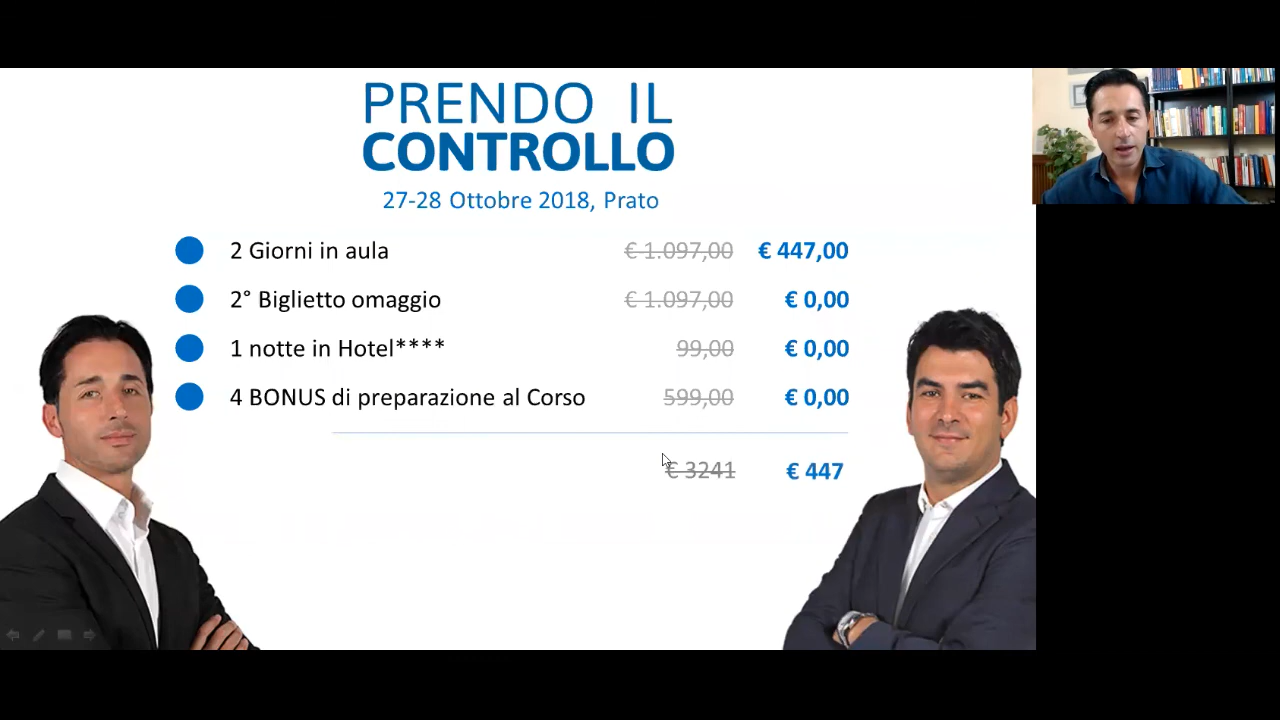 PRENDO IL
CONTROLLO
27-28 Ottobre 2018, Prato
2 Giorni in aula € 1.097,00 € 447,00
2° Biglietto omaggio € 1.097,00 € 0,00
1 notte in Hotel**** 99,00 € 0,00
4 BONUS di preparazione al Corso 599,00 € 0,00
€ 3241 € 447